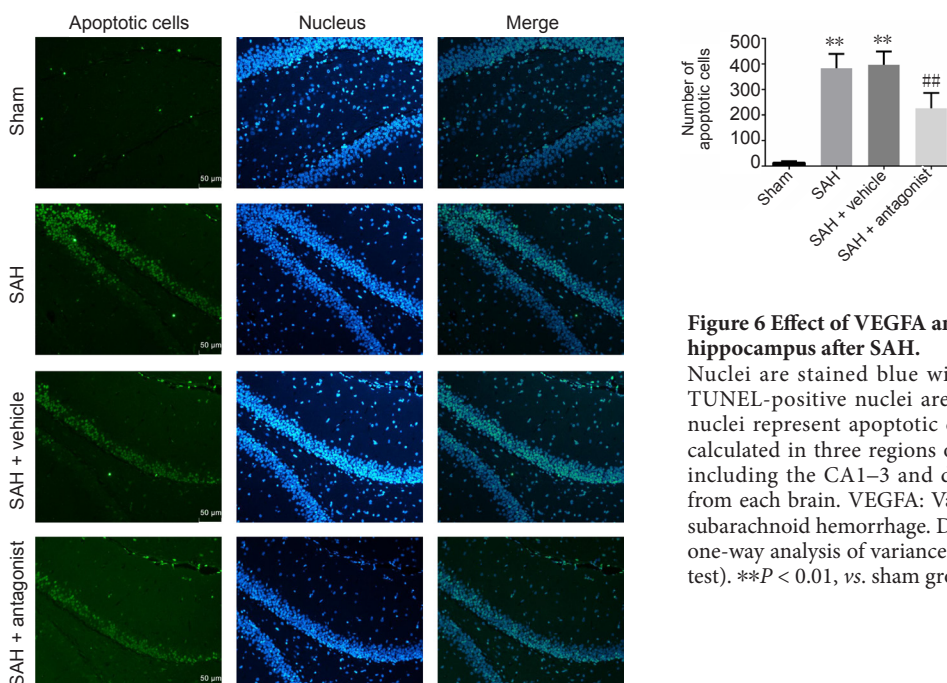 Apoptotic cells Nucleus Merge
Sham
50 μm
SAH
50 μm
SAH + vehicle
50 μm
SAH + antagonist
50 μm
Number of
apoptotic cells
500
400
300
200
100
0
** ** ##
Sham
SAH
SAH + vehicle
SAH + antagonist
Figure 6 Effect of VEGFA an
hippocampus after SAH.
Nuclei are stained blue wi
TUNEL-positive nuclei are
nuclei represent apoptotic
calculated in three regions o
including the CA1–3 and
from each brain. VEGFA: Va
subarachnoid hemorrhage. D
one-way analysis of variance
test). **P < 0.01, vs. sham gro